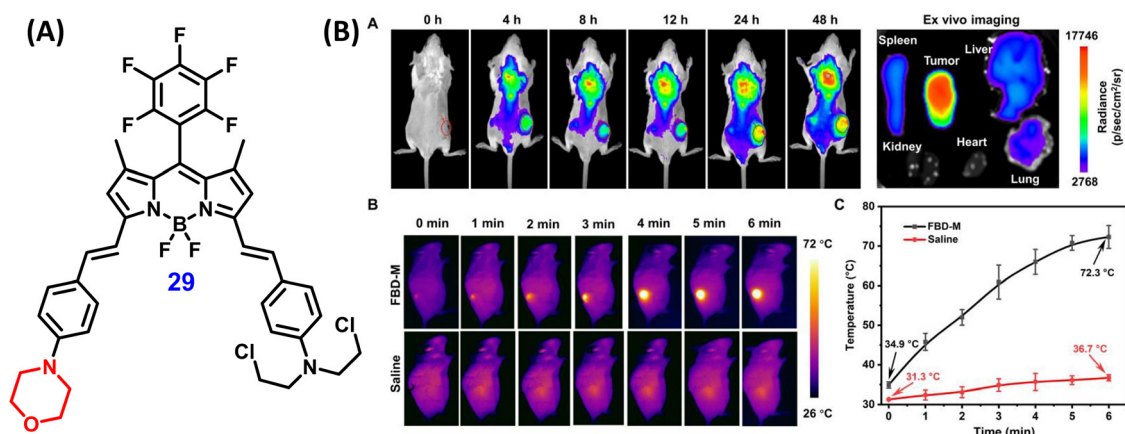 (A)
F
F F
F F
N N
B
F F
29
N
O
Cl
Cl
N
(B)
A
0 h 4 h 8 h 12 h 24 h 48 h
Ex vivo imaging
Spleen
Liver
Tumor
Kidney
Heart
Lung
17746
Radiance
(p/sec/cm²/sr)
2768
B
0 min 1 min 2 min 3 min 4 min 5 min 6 min
FBD-M
Saline
72 °C
26 °C
C
80
70
60
50
40
30
Temperature (°C)
FBD-M
Saline
34.9 °C
31.3 °C
72.3 °C
36.7 °C
0 1 2 3 4 5 6
Time (min)